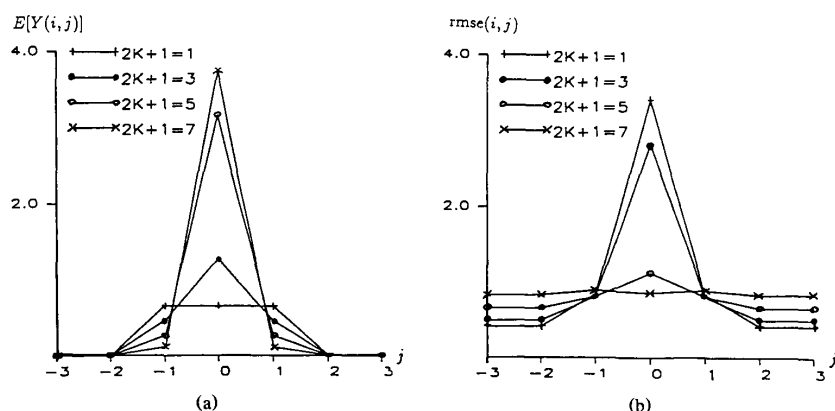 E[Y(i,j)]
4.0
2.0
2K+1=1
2K+1=3
2K+1=5
2K+1=7
-3 -2 -1 0 1 2 3 j
(a)
rmse(i,j)
4.0
2.0
2K+1=1
2K+1=3
2K+1=5
2K+1=7
-3 -2 -1 0 1 2 3 j
(b)